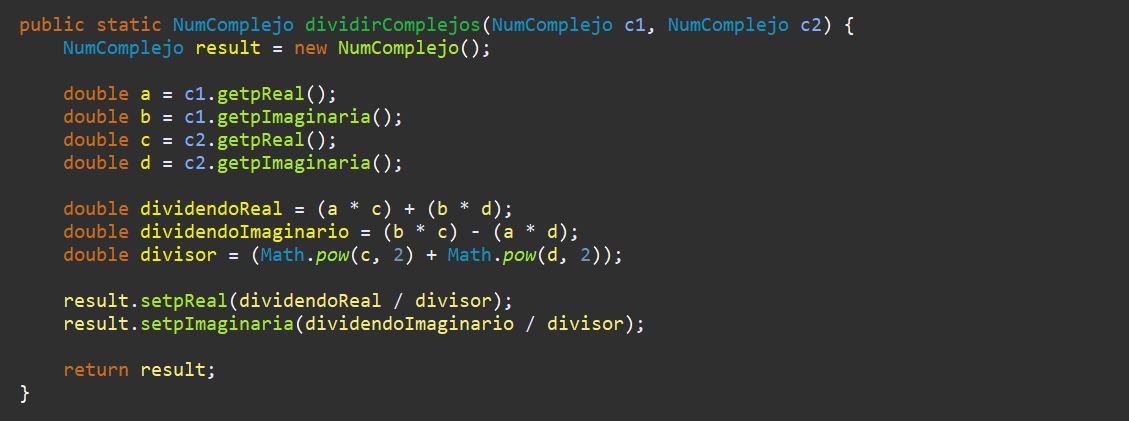 public static NumComplejo dividirComplejos(NumComplejo c1, NumComplejo c2) {
    NumComplejo result = new NumComplejo();

    double a = c1.getpReal();
    double b = c1.getpImaginaria();
    double c = c2.getpReal();
    double d = c2.getpImaginaria();

    double dividendoReal = (a * c) + (b * d);
    double dividendoImaginario = (b * c) - (a * d);
    double divisor = (Math.pow(c, 2) + Math.pow(d, 2));

    result.setpReal(dividendoReal / divisor);
    result.setpImaginaria(dividendoImaginario / divisor);

    return result;
}